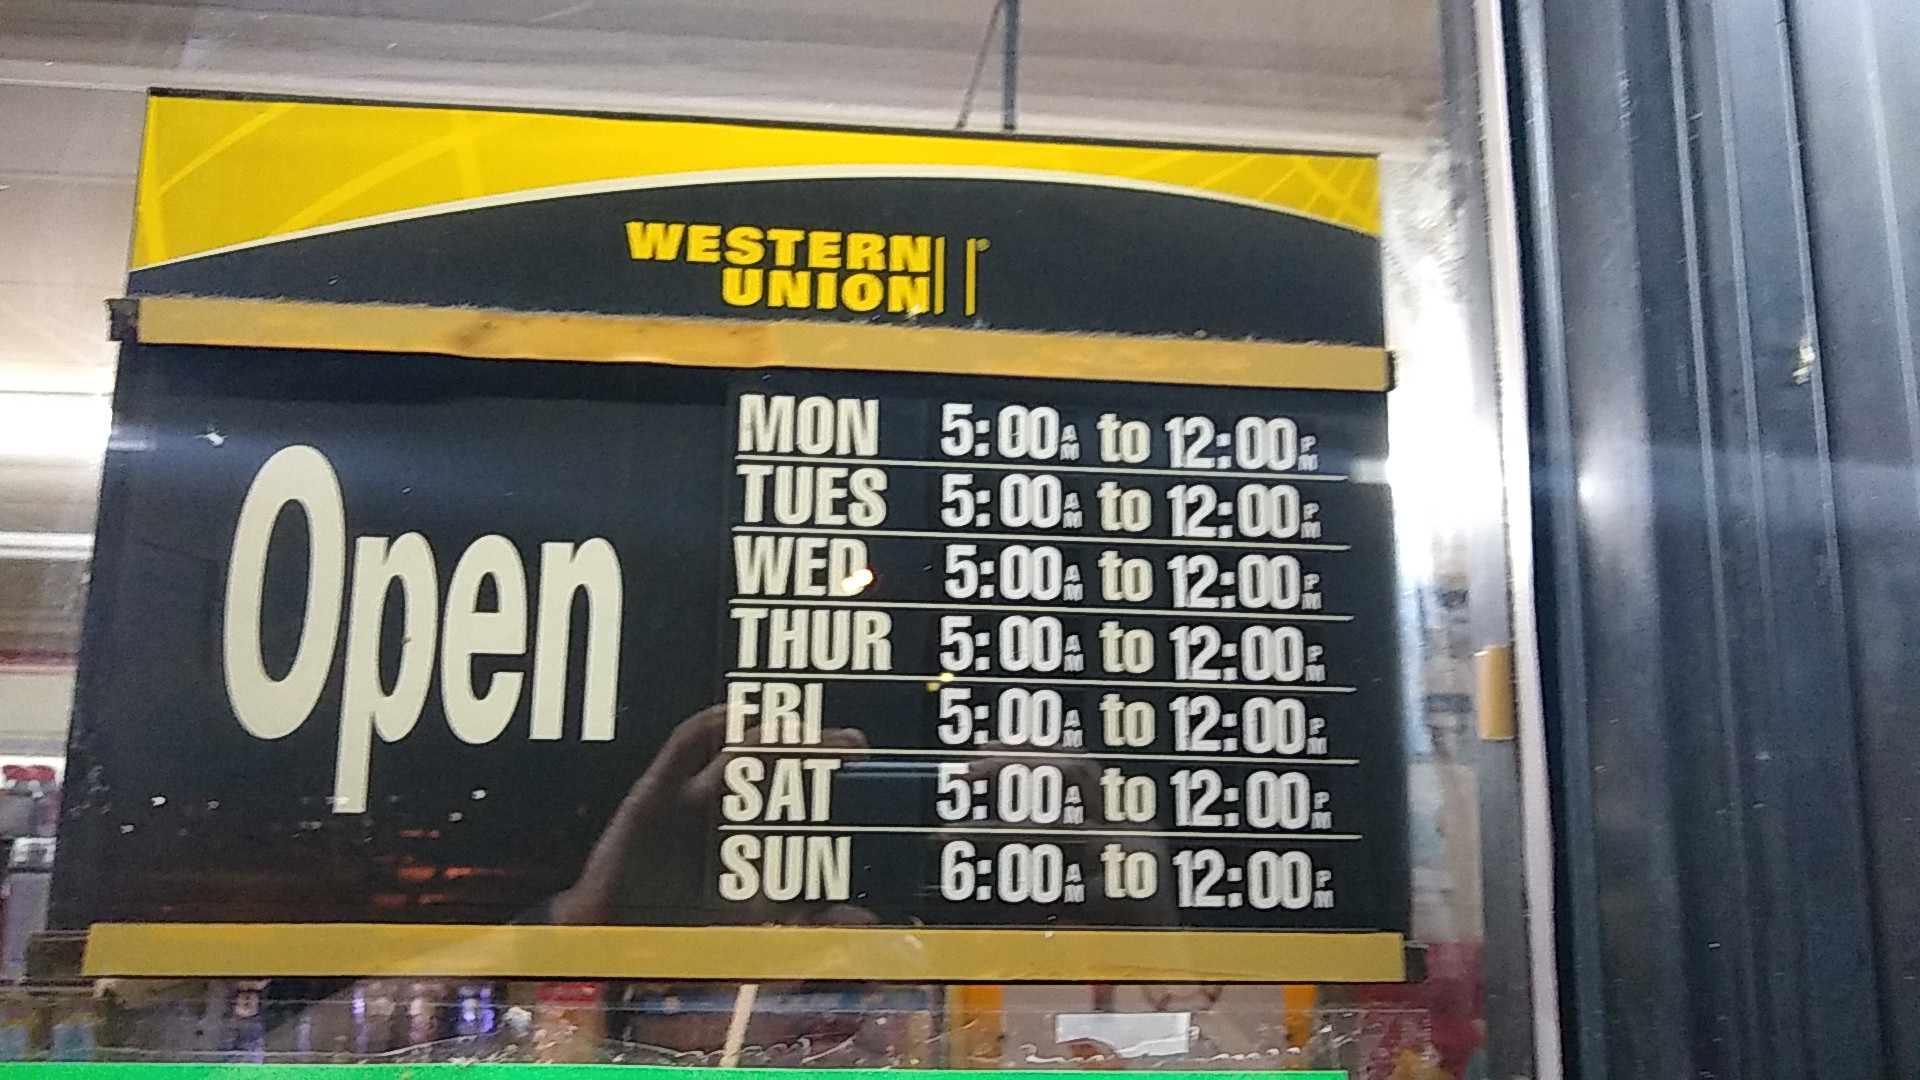 WESTERN
UNION
Open
MON 5:00AM to 12:00PM
TUES 5:00AM to 12:00PM
WED 5:00AM to 12:00PM
THUR 5:00AM to 12:00PM
FRI 5:00AM to 12:00PM
SAT 5:00AM to 12:00PM
SUN 6:00AM to 12:00PM